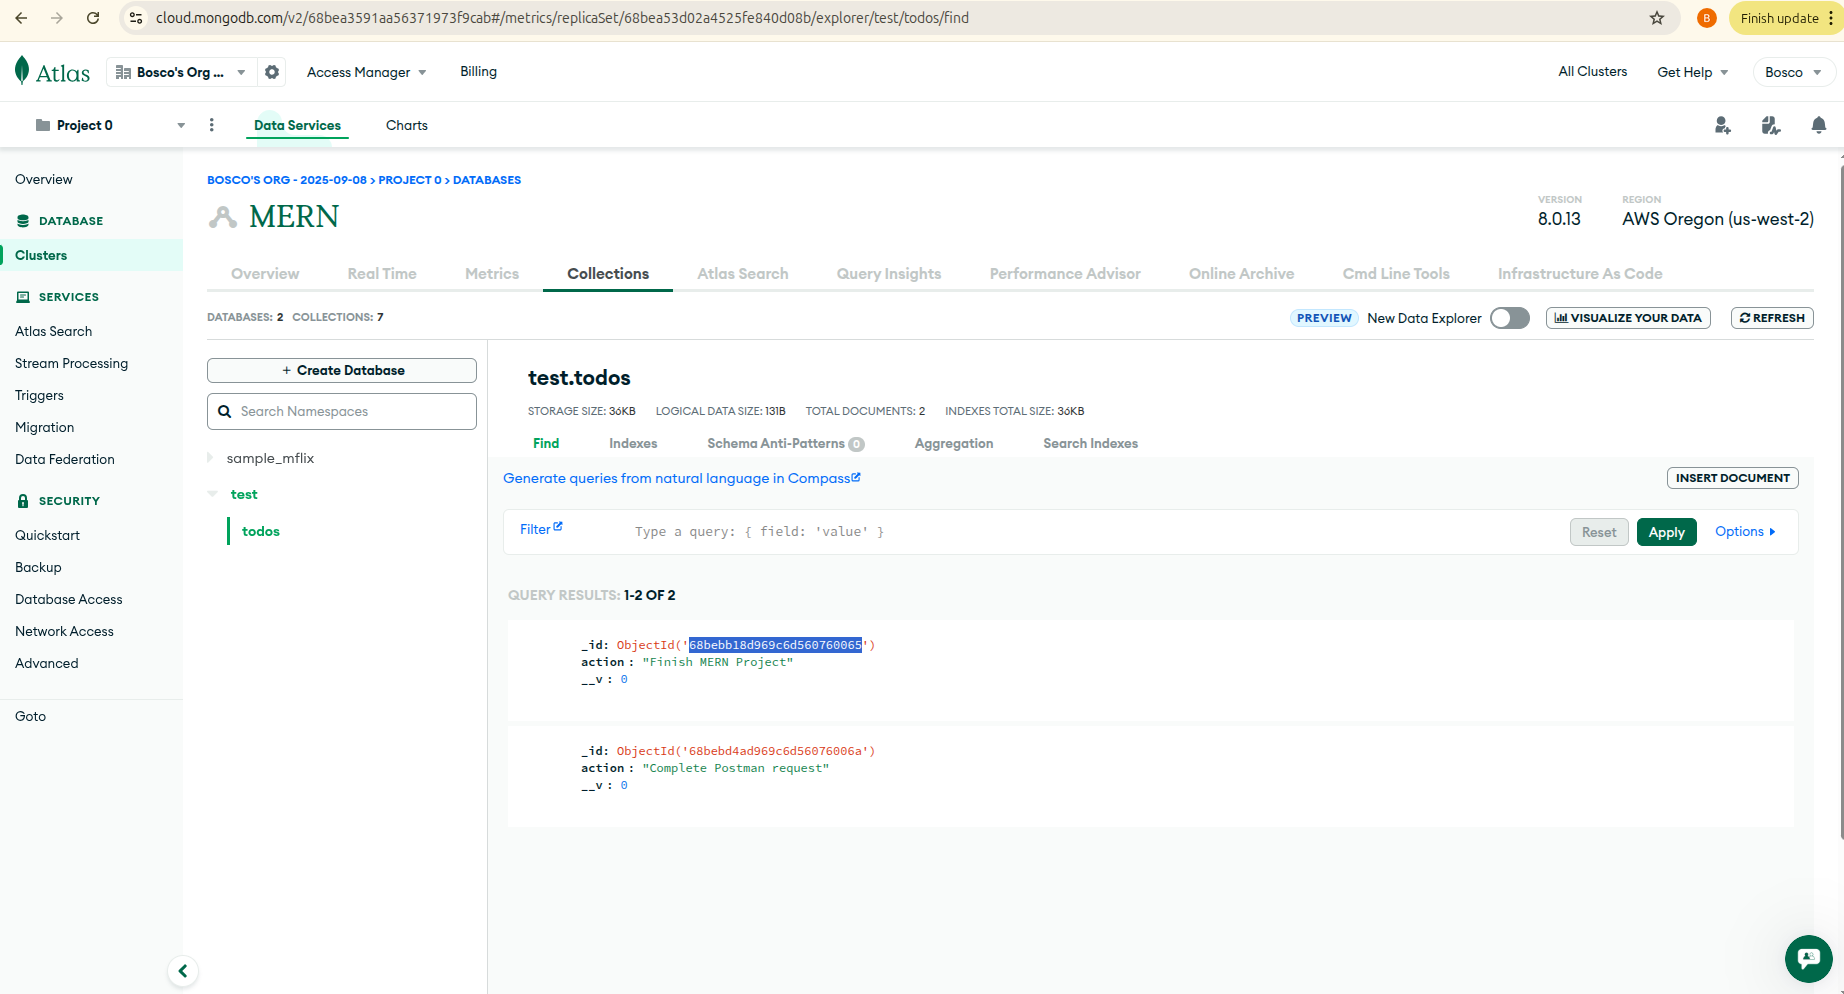 cloud.mongodb.com/v2/68bea3591aa56371973f9cab#/metrics/replicaSet/68bea53d02a4525fe840d08b/explorer/test/todos/find
B
Finish update
Atlas
Bosco's Org ...
Access Manager
Billing
All Clusters
Get Help
Bosco
Project 0
Data Services
Charts
Overview
DATABASE
Clusters
SERVICES
Atlas Search
Stream Processing
Triggers
Migration
Data Federation
SECURITY
Quickstart
Backup
Database Access
Network Access
Advanced
Goto
BOSCO'S ORG - 2025-09-08 > PROJECT 0 > DATABASES
MERN
VERSION
8.0.13
REGION
AWS Oregon (us-west-2)
Overview
Real Time
Metrics
Collections
Atlas Search
Query Insights
Performance Advisor
Online Archive
Cmd Line Tools
Infrastructure As Code
DATABASES: 2 COLLECTIONS: 7
PREVIEW
New Data Explorer
VISUALIZE YOUR DATA
REFRESH
+ Create Database
Search Namespaces
sample_mflix
test
todos
test.todos
STORAGE SIZE: 36KB LOGICAL DATA SIZE: 131B TOTAL DOCUMENTS: 2 INDEXES TOTAL SIZE: 36KB
Find
Indexes
Schema Anti-Patterns 0
Aggregation
Search Indexes
Generate queries from natural language in Compass
INSERT DOCUMENT
Filter
Type a query: { field: 'value' }
Reset
Apply
Options
QUERY RESULTS: 1-2 OF 2
_id: ObjectId('68bebb18d969c6d560760065')
action : "Finish MERN Project"
__v : 0
_id: ObjectId('68bebd4ad969c6d56076006a')
action : "Complete Postman request"
__v : 0